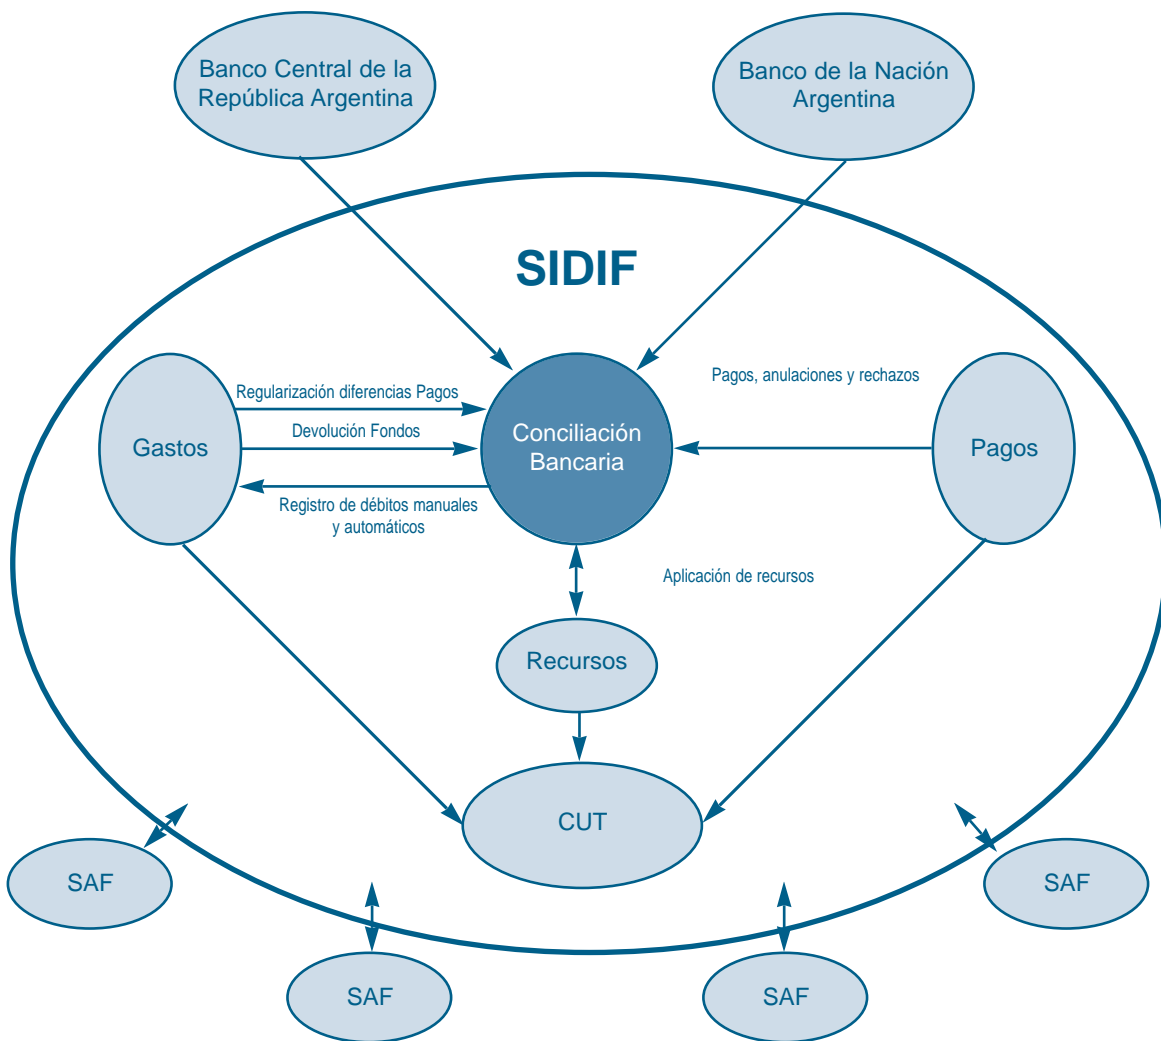 Banco Central de la
República Argentina
Banco de la Nación
Argentina
SIDIF
Regularización diferencias Pagos
Pagos, anulaciones y rechazos
Gastos
Devolución Fondos
Conciliación
Bancaria
Pagos
Registro de débitos manuales
y automáticos
Aplicación de recursos
Recursos
CUT
SAF
SAF
SAF
SAF